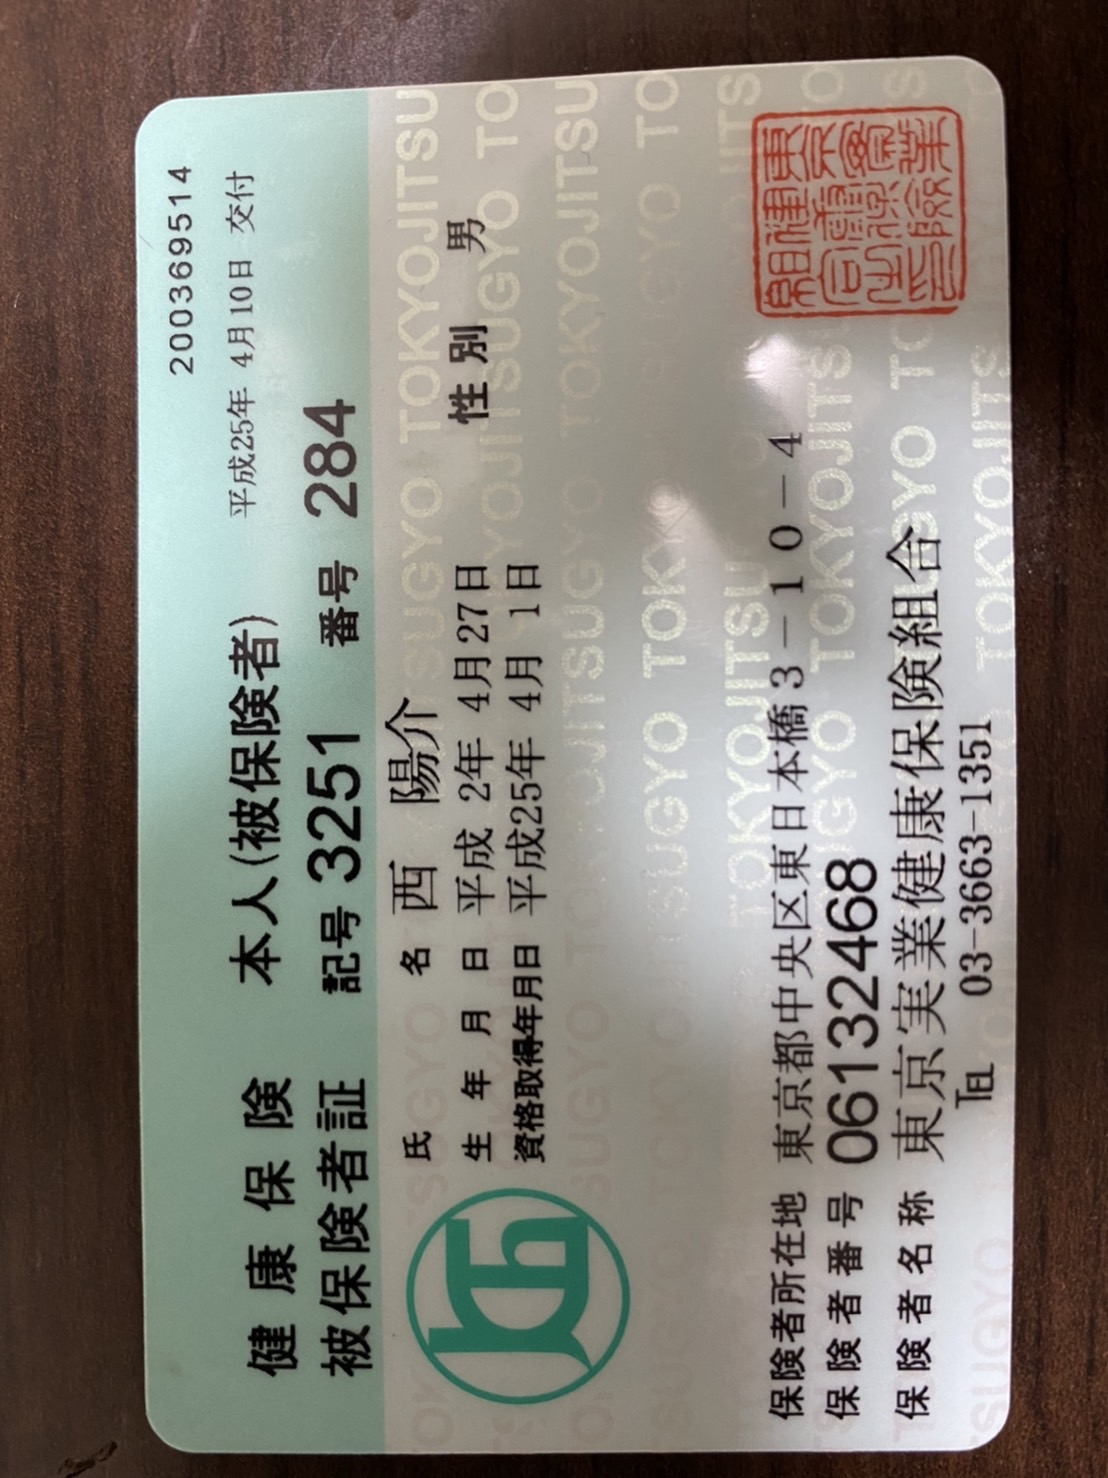 200369514
健康保険 本人(被保険者) 平成25年 4月10日 交付
被保険者証 記号 3251 番号 284
氏名 西 陽介
生年月日 平成 2年 4月27日 性別 男
資格取得年月日 平成25年 4月 1日
保険者所在地 東京都中央区東日本橋3-10-4
保険者番号 06132468
保険者名称 東京実業健康保険組合
TEL 03-3663-1351
TOKYOJITSUGYO